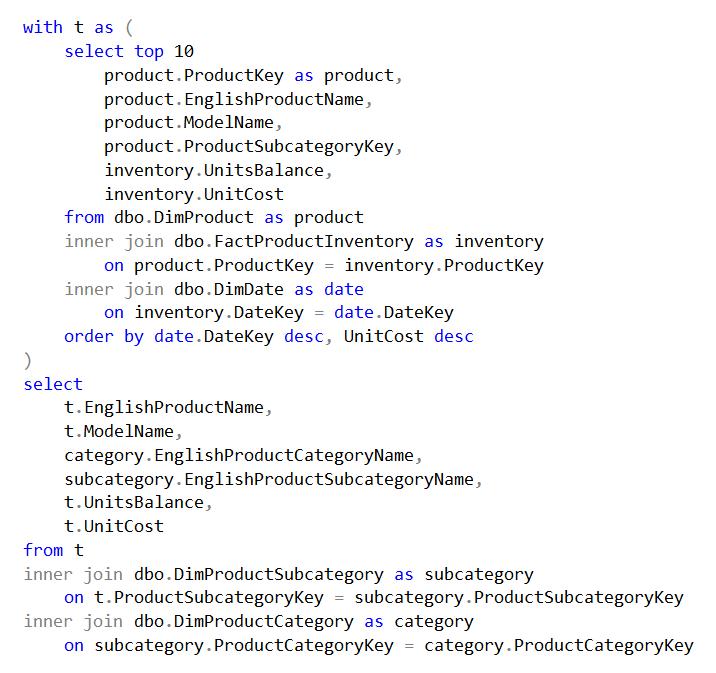 with t as (
    select top 10
        product.ProductKey as product,
        product.EnglishProductName,
        product.ModelName,
        product.ProductSubcategoryKey,
        inventory.UnitsBalance,
        inventory.UnitCost
    from dbo.DimProduct as product
    inner join dbo.FactProductInventory as inventory
        on product.ProductKey = inventory.ProductKey
    inner join dbo.DimDate as date
        on inventory.DateKey = date.DateKey
    order by date.DateKey desc, UnitCost desc
)
select
    t.EnglishProductName,
    t.ModelName,
    category.EnglishProductCategoryName,
    subcategory.EnglishProductSubcategoryName,
    t.UnitsBalance,
    t.UnitCost
from t
inner join dbo.DimProductSubcategory as subcategory
    on t.ProductSubcategoryKey = subcategory.ProductSubcategoryKey
inner join dbo.DimProductCategory as category
    on subcategory.ProductCategoryKey = category.ProductCategoryKey